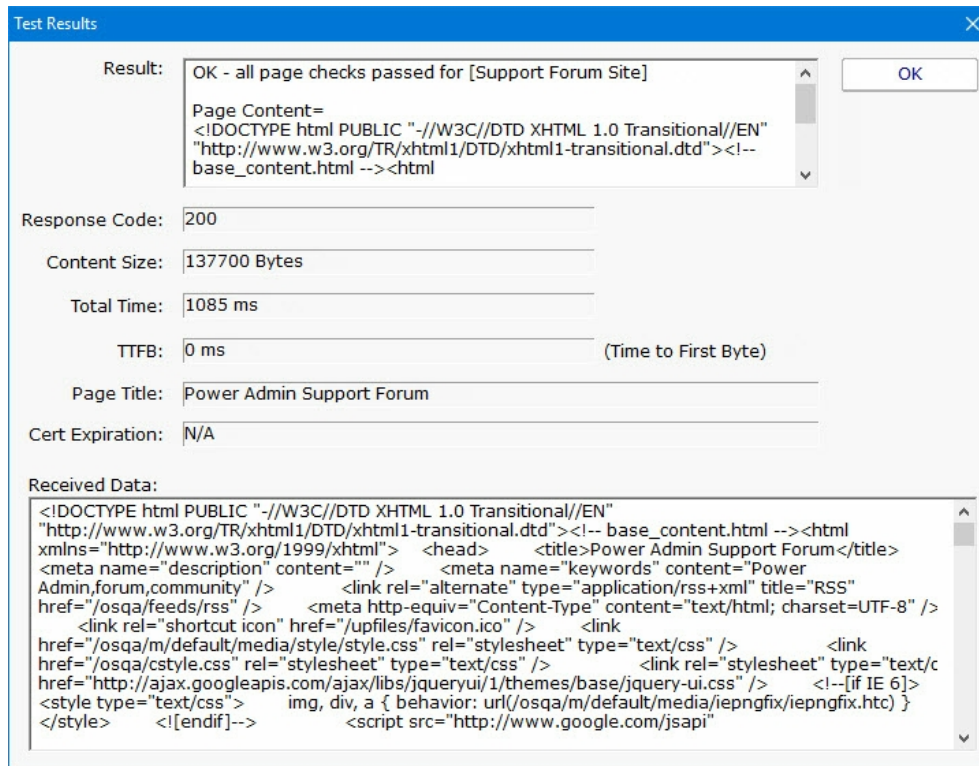 Test Results
Result:
OK - all page checks passed for [Support Forum Site]
Page Content=
<!DOCTYPE html PUBLIC "-//W3C//DTD XHTML 1.0 Transitional//EN"
"http://www.w3.org/TR/xhtml1/DTD/xhtml1-transitional.dtd"><!--
base_content.html --><html
OK
Response Code: 200
Content Size: 137700 Bytes
Total Time: 1085 ms
TTFB: 0 ms (Time to First Byte)
Page Title: Power Admin Support Forum
Cert Expiration: N/A
Received Data:
<!DOCTYPE html PUBLIC "-//W3C//DTD XHTML 1.0 Transitional//EN"
"http://www.w3.org/TR/xhtml1/DTD/xhtml1-transitional.dtd"><!-- base_content.html --><html
xmlns="http://www.w3.org/1999/xhtml"> <head> <title>Power Admin Support Forum</title>
<meta name="description" content="" /> <meta name="keywords" content="Power
Admin,forum,community" /> <link rel="alternate" type="application/rss+xml" title="RSS"
href="/osqa/feeds/rss" /> <meta http-equiv="Content-Type" content="text/html; charset=UTF-8" />
<link rel="shortcut icon" href="/upfiles/favicon.ico" /> <link
href="/osqa/m/default/media/style/style.css" rel="stylesheet" type="text/css" /> <link
href="/osqa/cstyle.css" rel="stylesheet" type="text/css" /> <link rel="stylesheet" type="text/c
href="http://ajax.googleapis.com/ajax/libs/jqueryui/1/themes/base/jquery-ui.css" /> <!--[if IE 6]>
<style type="text/css"> img, div, a { behavior: url(/osqa/m/default/media/iepngfix/iepngfix.htc) }
</style> <![endif]--> <script src="http://www.google.com/jsapi"